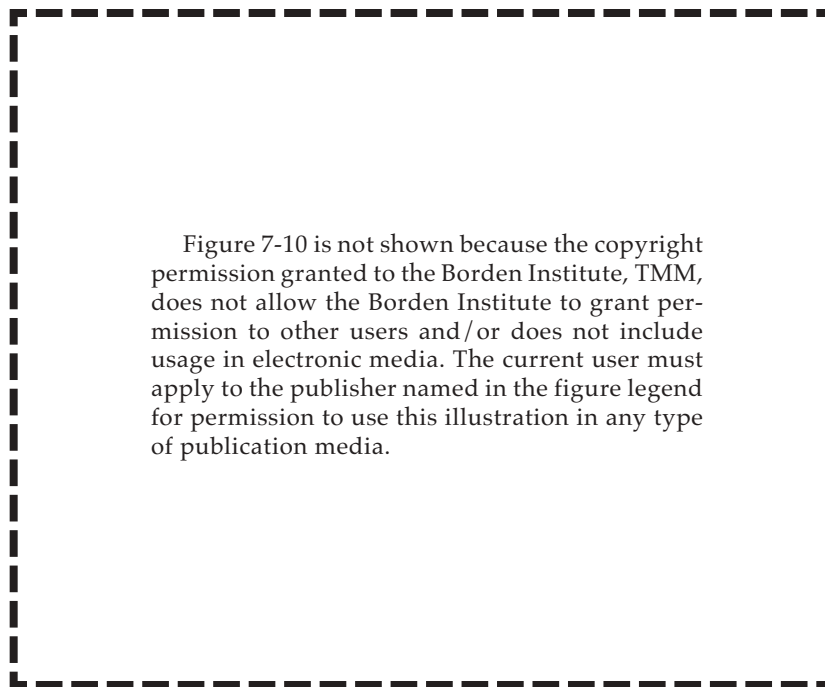 Figure 7-10 is not shown because the copyright
permission granted to the Borden Institute, TMM,
does not allow the Borden Institute to grant per-
mission to other users and/or does not include
usage in electronic media. The current user must
apply to the publisher named in the figure legend
for permission to use this illustration in any type
of publication media.